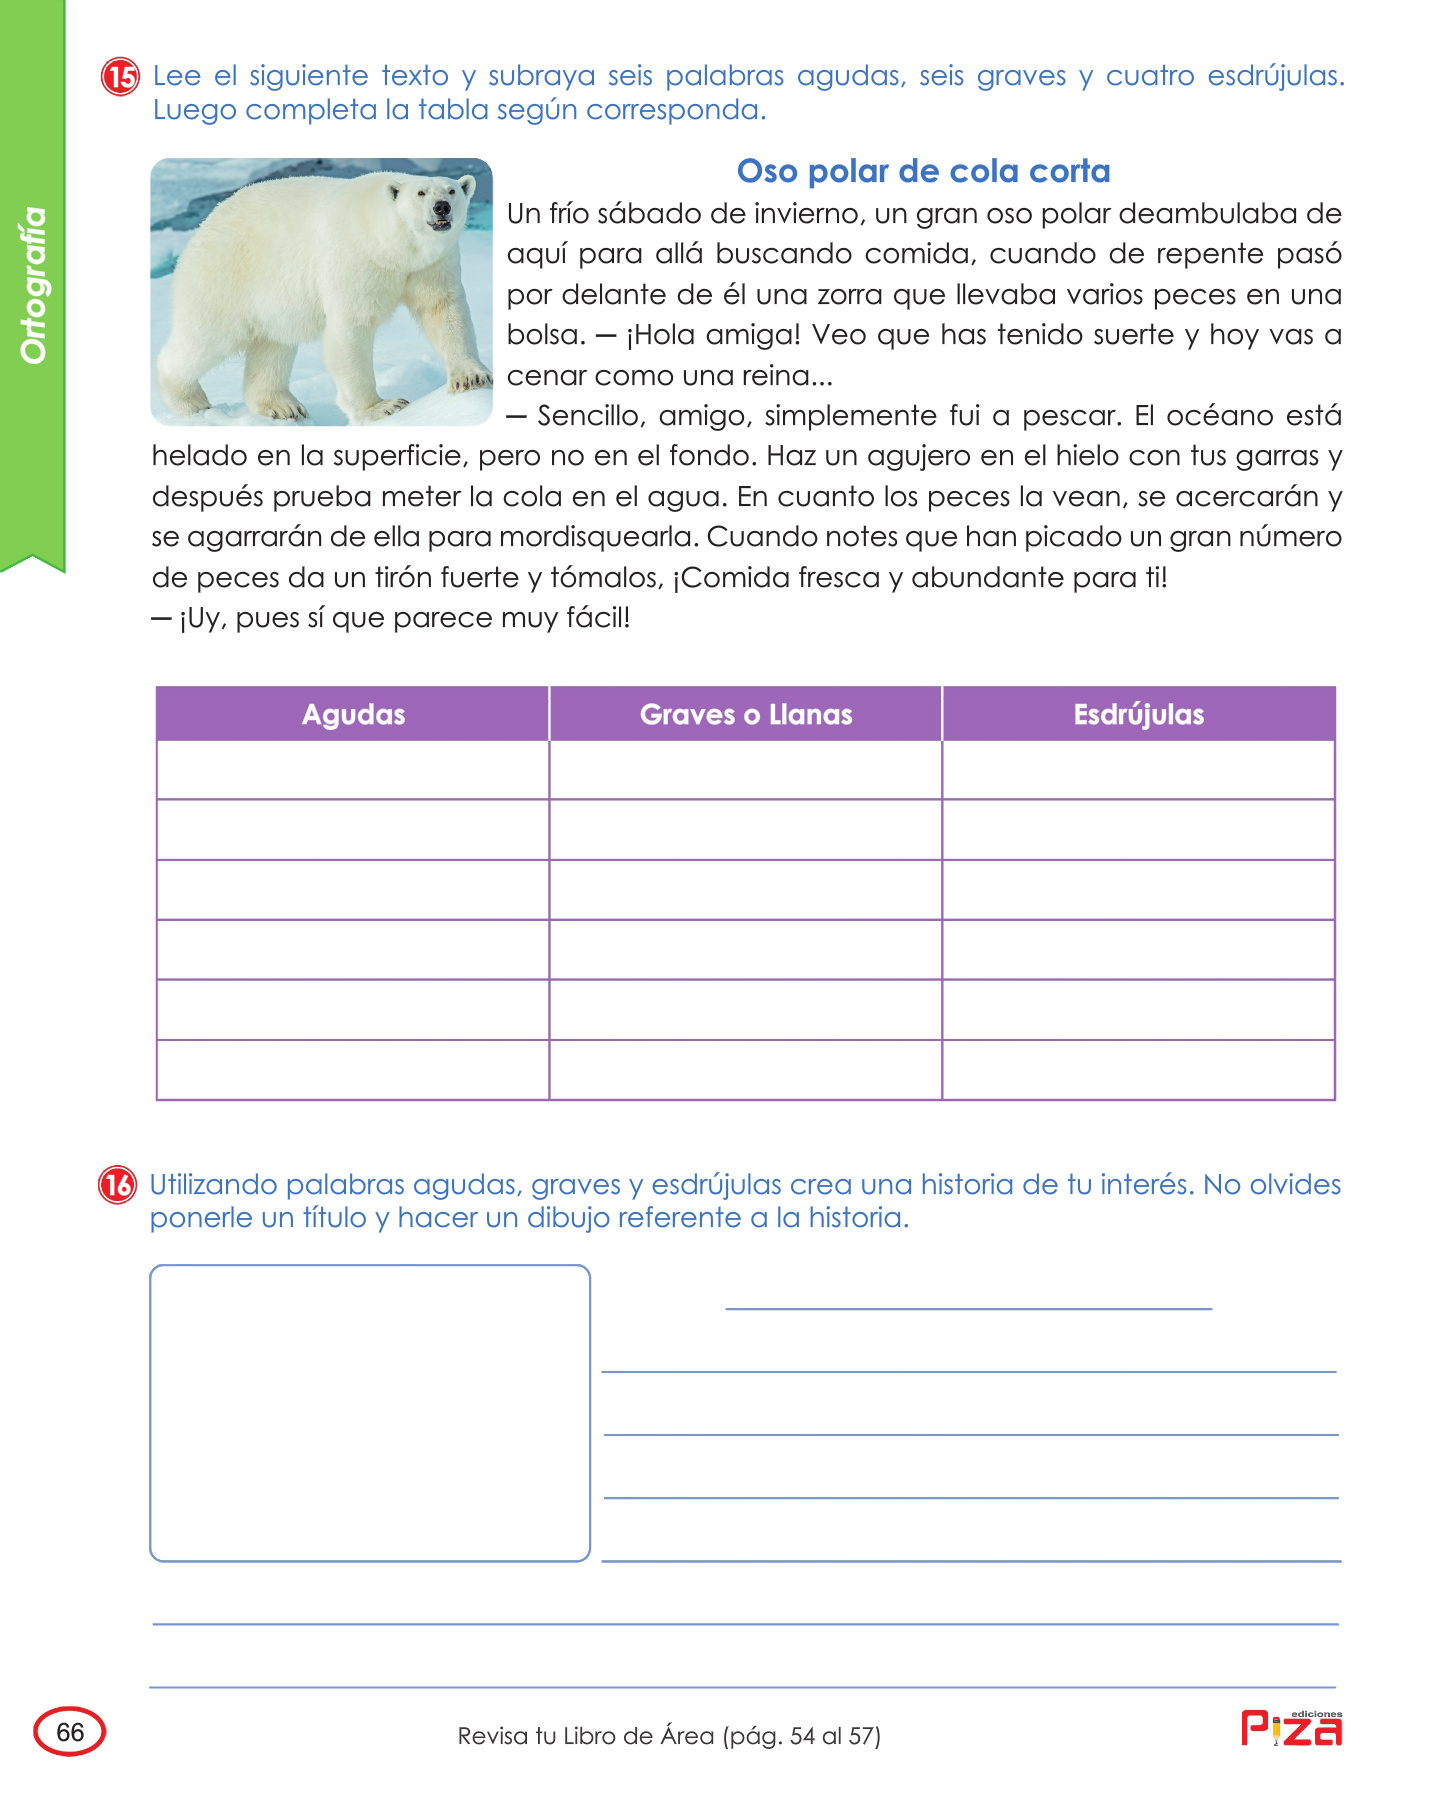 Ortografía
15 Lee el siguiente texto y subraya seis palabras agudas, seis graves y cuatro esdrújulas.
Luego completa la tabla según corresponda.
Oso polar de cola corta
Un frío sábado de invierno, un gran oso polar deambulaba de
aquí para allá buscando comida, cuando de repente pasó
por delante de él una zorra que llevaba varios peces en una
bolsa. — ¡Hola amiga! Veo que has tenido suerte y hoy vas a
cenar como una reina...
— Sencillo, amigo, simplemente fui a pescar. El océano está
helado en la superficie, pero no en el fondo. Haz un agujero en el hielo con tus garras y
después prueba meter la cola en el agua. En cuanto los peces la vean, se acercarán y
se agarrarán de ella para mordisquearla. Cuando notes que han picado un gran número
de peces da un tirón fuerte y tómalos, ¡Comida fresca y abundante para ti!
— ¡Uy, pues sí que parece muy fácil!
Agudas Graves o Llanas Esdrújulas
16 Utilizando palabras agudas, graves y esdrújulas crea una historia de tu interés. No olvides
ponerle un título y hacer un dibujo referente a la historia.
66
Revisa tu Libro de Área (pág. 54 al 57)
ediciones
Piza